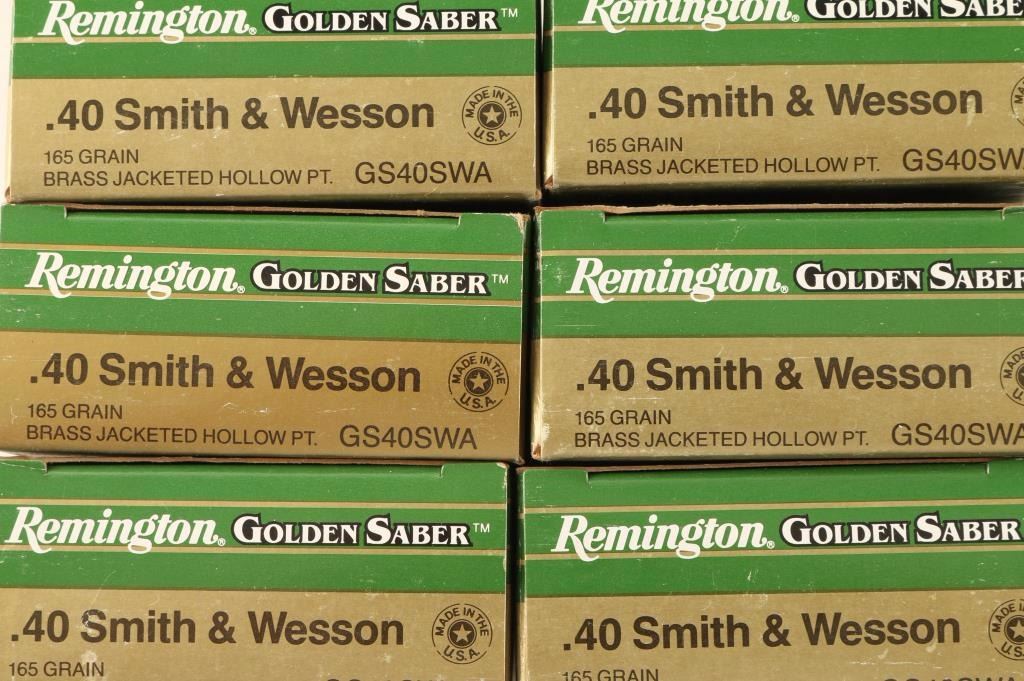 Remington® GOLDEN SABER™
.40 Smith & Wesson
MADE IN THE U.S.A.
165 GRAIN
BRASS JACKETED HOLLOW PT. GS40SWA
Remington® GOLDEN SABE
.40 Smith & Wesson
165 GRAIN
BRASS JACKETED HOLLOW PT. GS40SW
Remington® GOLDEN SABER™
.40 Smith & Wesson
MADE IN THE U.S.A.
165 GRAIN
BRASS JACKETED HOLLOW PT. GS40SWA
Remington® GOLDEN SABER
.40 Smith & Wesson
165 GRAIN
BRASS JACKETED HOLLOW PT. GS40SWA
Remington® GOLDEN SABER™
.40 Smith & Wesson
MADE IN THE U.S.A.
165 GRAIN
Remington® GOLDEN SABER
.40 Smith & Wesson
165 GRAIN